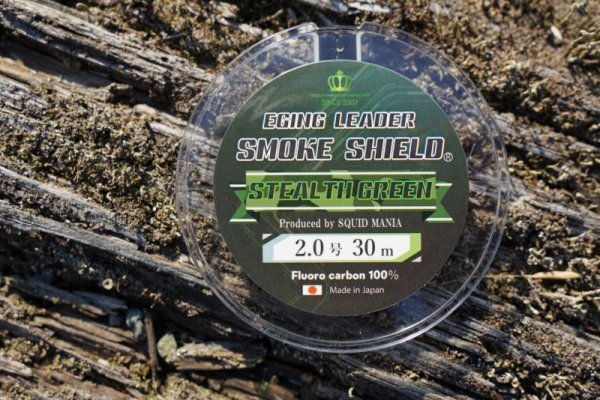 SINCE 2007
EGING LEADER
SMOKE SHIELD®
STEALTH GREEN
Produced by SQUID MANIA
2.0号 30m
Fluoro carbon 100%
Made in Japan